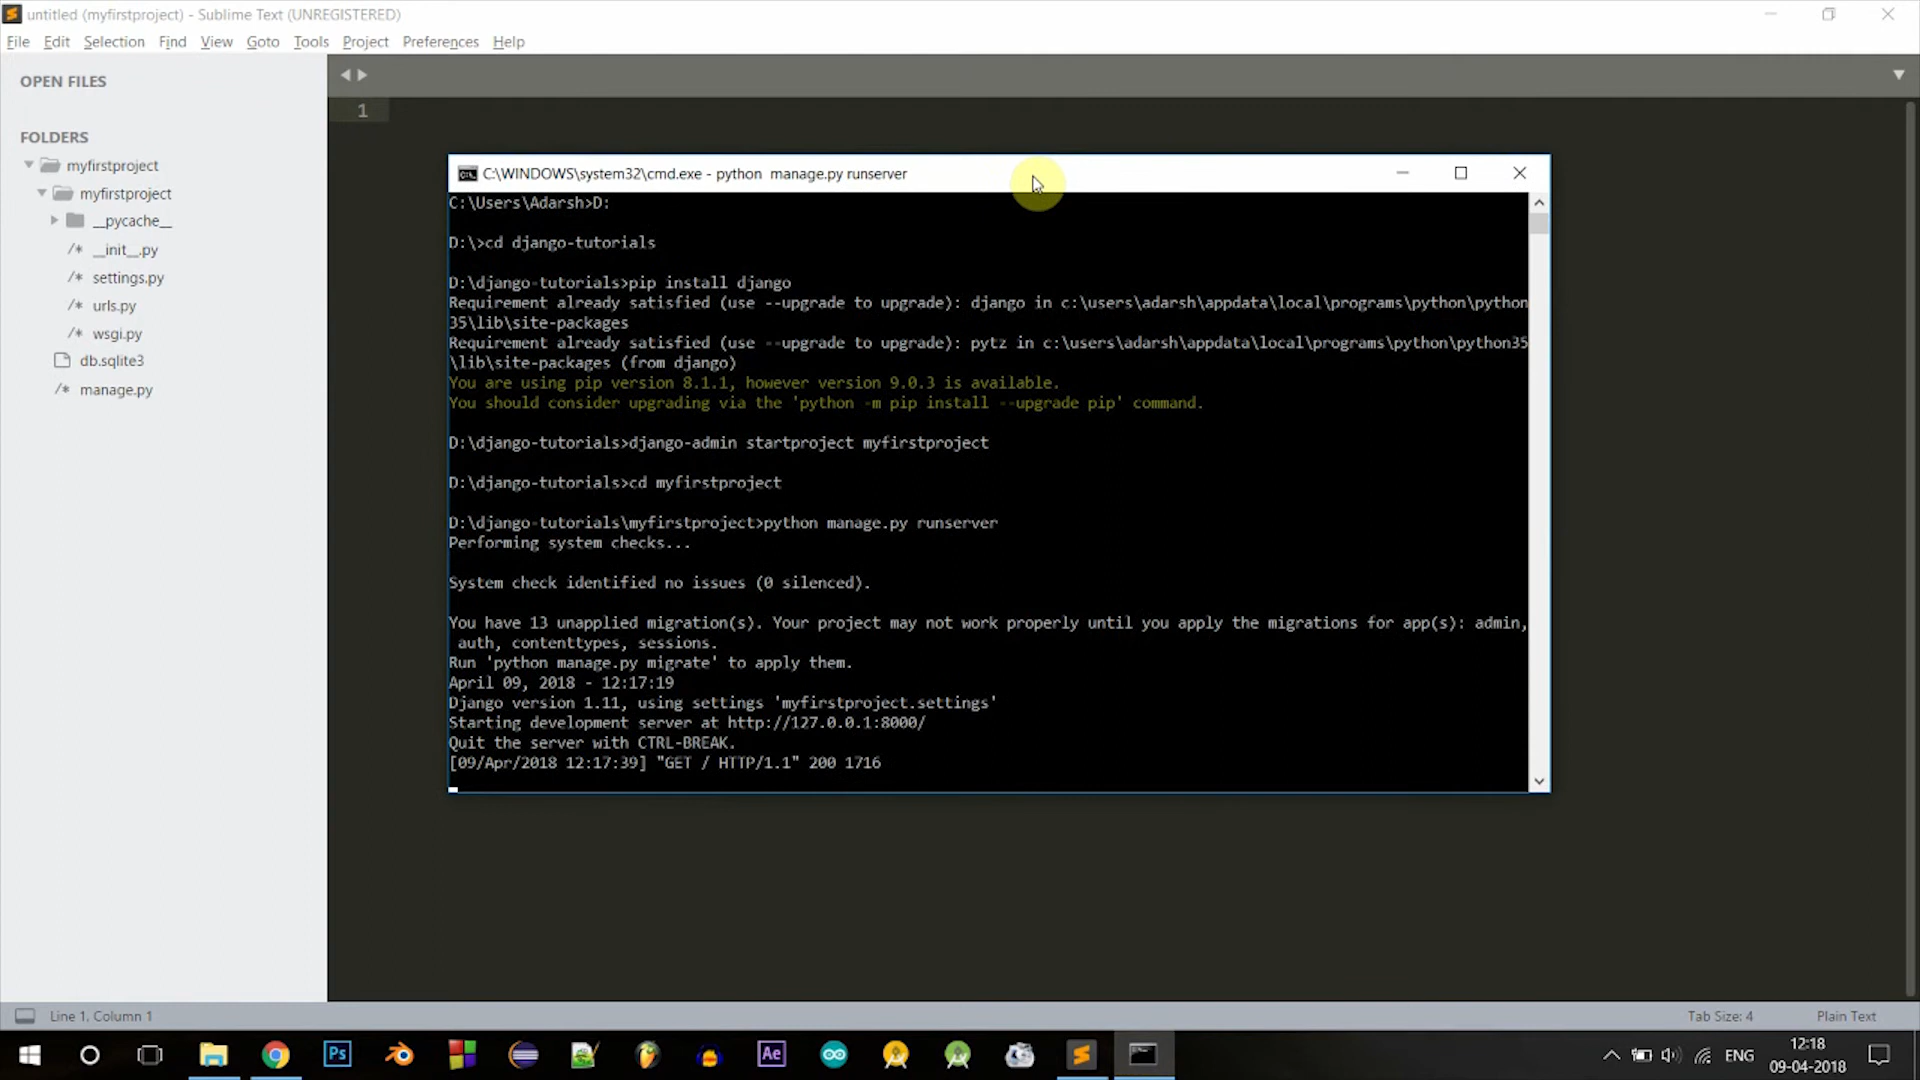 untitled (myfirstproject) - Sublime Text (UNREGISTERED)
File Edit Selection Find View Goto Tools Project Preferences Help
OPEN FILES
FOLDERS
myfirstproject
myfirstproject
__pycache__
/* __init__.py
/* settings.py
/* urls.py
/* wsgi.py
db.sqlite3
/* manage.py
1
C:\WINDOWS\system32\cmd.exe - python  manage.py runserver
C:\Users\Adarsh>D:
D:\>cd django-tutorials
D:\django-tutorials>pip install django
Requirement already satisfied (use --upgrade to upgrade): django in c:\users\adarsh\appdata\local\programs\python\python
35\lib\site-packages
Requirement already satisfied (use --upgrade to upgrade): pytz in c:\users\adarsh\appdata\local\programs\python\python35
\lib\site-packages (from django)
You are using pip version 8.1.1, however version 9.0.3 is available.
You should consider upgrading via the 'python -m pip install --upgrade pip' command.
D:\django-tutorials>django-admin startproject myfirstproject
D:\django-tutorials>cd myfirstproject
D:\django-tutorials\myfirstproject>python manage.py runserver
Performing system checks...
System check identified no issues (0 silenced).
You have 13 unapplied migration(s). Your project may not work properly until you apply the migrations for app(s): admin,
auth, contenttypes, sessions.
Run 'python manage.py migrate' to apply them.
April 09, 2018 - 12:17:19
Django version 1.11, using settings 'myfirstproject.settings'
Starting development server at http://127.0.0.1:8000/
Quit the server with CTRL-BREAK.
[09/Apr/2018 12:17:39] "GET / HTTP/1.1" 200 1716
Line 1, Column 1
Tab Size: 4
Plain Text
Ps
Ae
ENG
12:18
09-04-2018